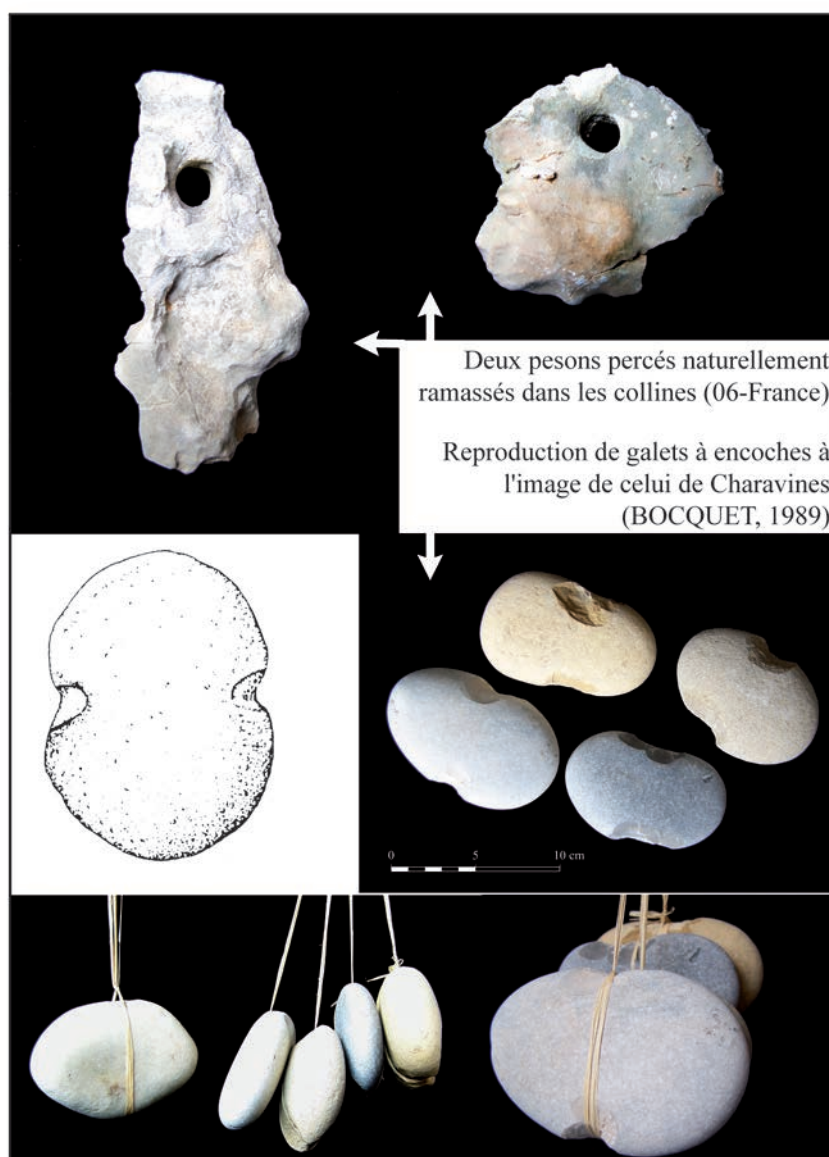 Deux pesons percés naturellement
ramassés dans les collines (06-France)
Reproduction de galets à encoches à
l'image de celui de Charavines
(BOCQUET, 1989)
0 5 10 cm